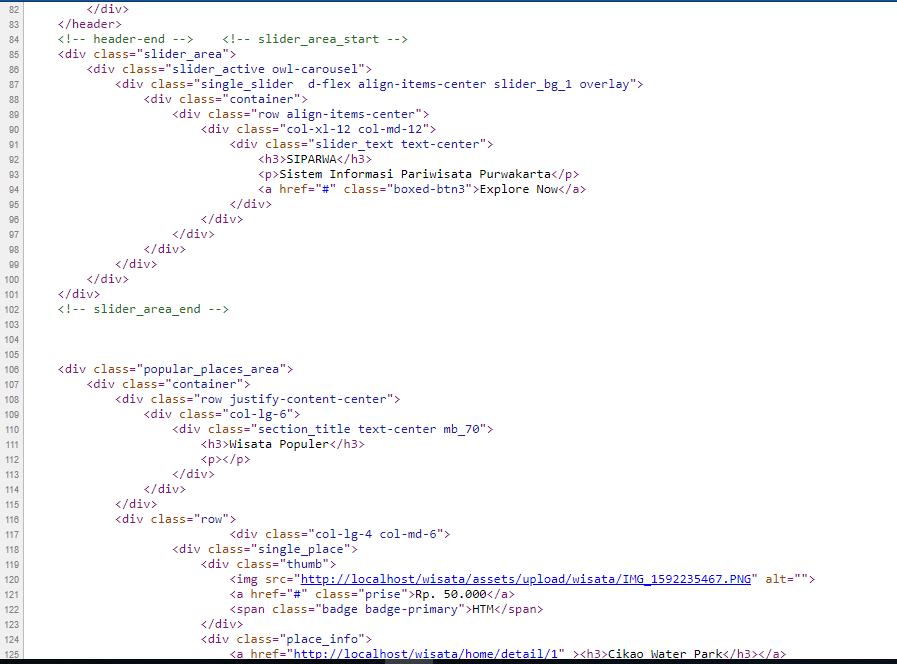 82 </div>
83 </header>
84 <!-- header-end --> <!-- slider_area_start -->
85 <div class="slider_area">
86 <div class="slider_active owl-carousel">
87 <div class="single_slider  d-flex align-items-center slider_bg_1 overlay">
88 <div class="container">
89 <div class="row align-items-center">
90 <div class="col-xl-12 col-md-12">
91 <div class="slider_text text-center">
92 <h3>SIPARWA</h3>
93 <p>Sistem Informasi Pariwisata Purwakarta</p>
94 <a href="#" class="boxed-btn3">Explore Now</a>
95 </div>
96 </div>
97 </div>
98 </div>
99 </div>
100 </div>
101 </div>
102 <!-- slider_area_end -->
103
104
105
106 <div class="popular_places_area">
107 <div class="container">
108 <div class="row justify-content-center">
109 <div class="col-lg-6">
110 <div class="section_title text-center mb_70">
111 <h3>Wisata Populer</h3>
112 <p></p>
113 </div>
114 </div>
115 </div>
116 <div class="row">
117 <div class="col-lg-4 col-md-6">
118 <div class="single_place">
119 <div class="thumb">
120 <img src="http://localhost/wisata/assets/upload/wisata/IMG_1592235467.PNG" alt="">
121 <a href="#" class="prise">Rp. 50.000</a>
122 <span class="badge badge-primary">HTM</span>
123 </div>
124 <div class="place_info">
125 <a href="http://localhost/wisata/home/detail/1" ><h3>Cikao Water Park</h3></a>